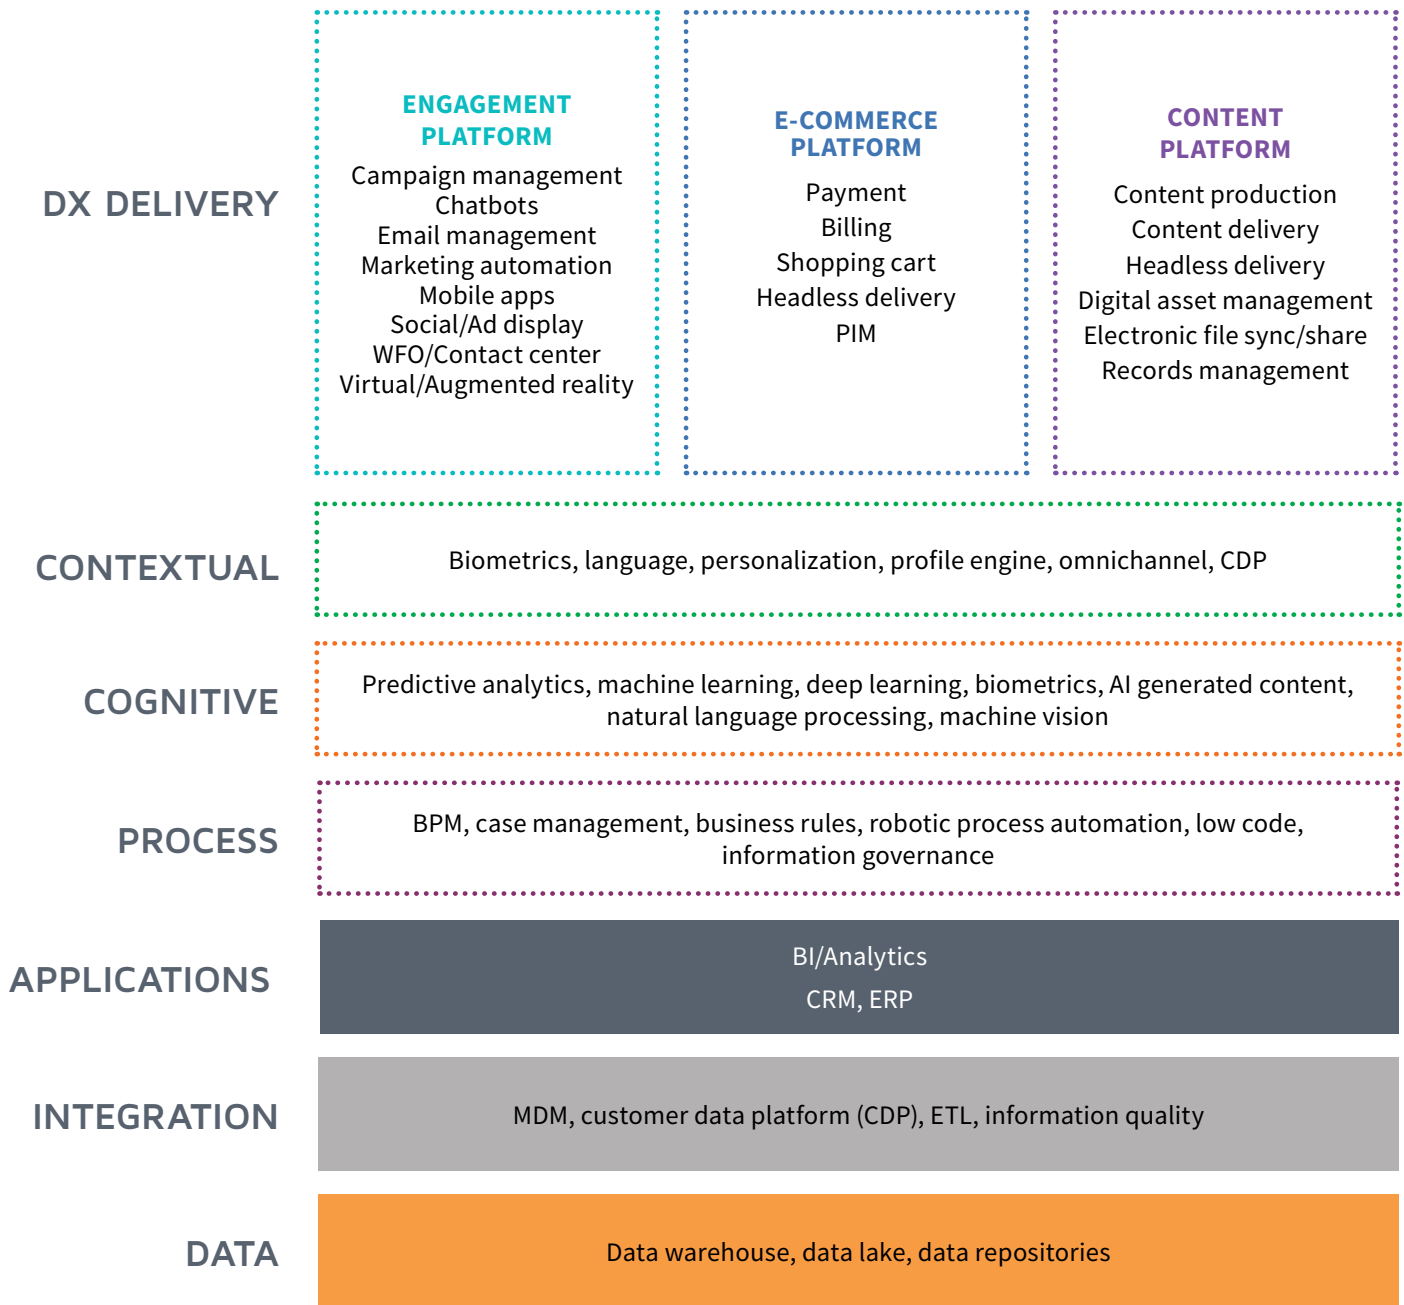 DX DELIVERY
ENGAGEMENT
PLATFORM
Campaign management
Chatbots
Email management
Marketing automation
Mobile apps
Social/Ad display
WFO/Contact center
Virtual/Augmented reality
E-COMMERCE
PLATFORM
Payment
Billing
Shopping cart
Headless delivery
PIM
CONTENT
PLATFORM
Content production
Content delivery
Headless delivery
Digital asset management
Electronic file sync/share
Records management
CONTEXTUAL
Biometrics, language, personalization, profile engine, omnichannel, CDP
COGNITIVE
Predictive analytics, machine learning, deep learning, biometrics, AI generated content,
natural language processing, machine vision
PROCESS
BPM, case management, business rules, robotic process automation, low code,
information governance
APPLICATIONS
BI/Analytics
CRM, ERP
INTEGRATION
MDM, customer data platform (CDP), ETL, information quality
DATA
Data warehouse, data lake, data repositories